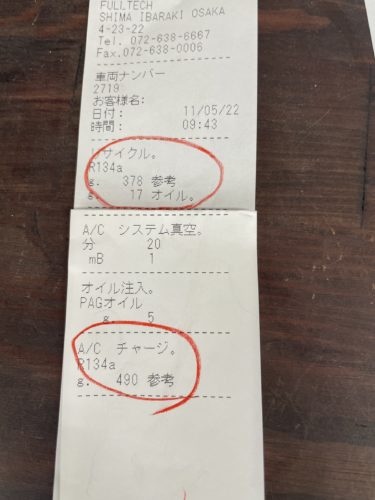 FULLTECH
SHIMA IBARAKI OSAKA
4-23-22
Tel. 072-638-6667
Fax.072-638-0006
車両ナンバー
2719
お客様名:
日付: 11/05/22
時間: 09:43
リサイクル。
R134a
g. 378 参考
g. 17 オイル。
A/C システム真空。
分 20
mB 1
オイル注入。
PAGオイル
g. 5
A/C チャージ。
R134a
g. 490 参考